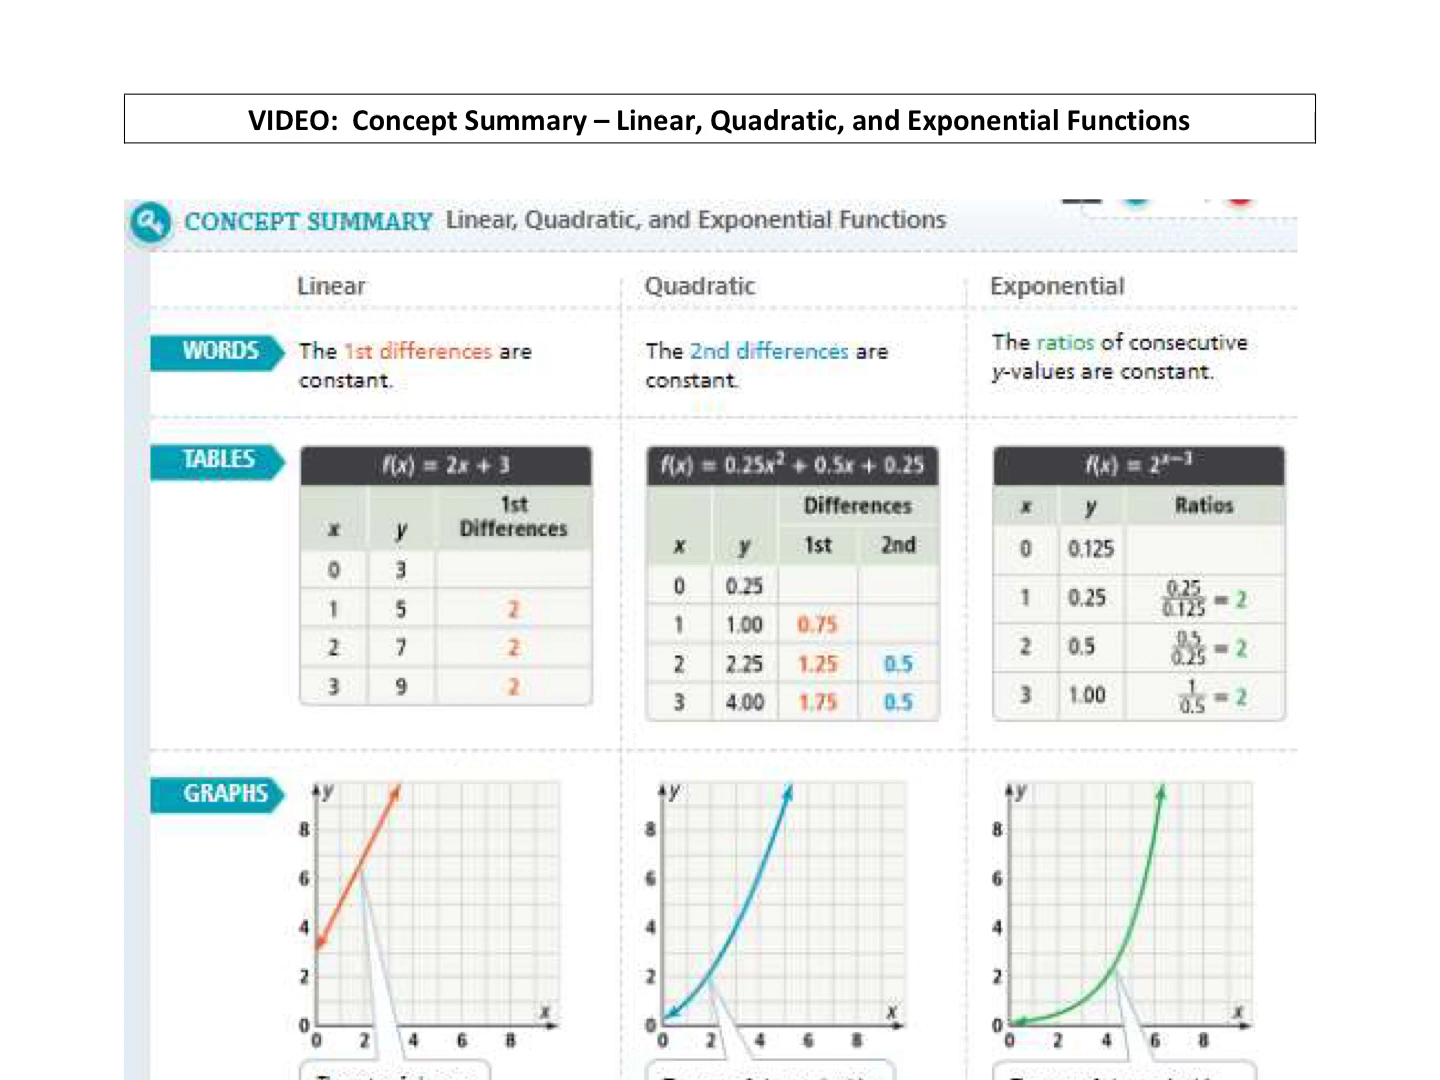 VIDEO:  Concept Summary – Linear, Quadratic, and Exponential Functions
CONCEPT SUMMARY Linear, Quadratic, and Exponential Functions
Linear
Quadratic
Exponential
WORDS
The 1st differences are
constant.
The 2nd differences are
constant.
The ratios of consecutive
y-values are constant.
TABLES
f(x) = 2x + 3
x y 1st Differences
0 3
1 5 2
2 7 2
3 9 2
f(x) = 0.25x² + 0.5x + 0.25
Differences
x y 1st 2nd
0 0.25
1 1.00 0.75
2 2.25 1.25 0.5
3 4.00 1.75 0.5
f(x) = 2ˣ⁻³
x y Ratios
0 0.125
1 0.25 0.25/0.125 = 2
2 0.5 0.5/0.25 = 2
3 1.00 1/0.5 = 2
GRAPHS
y
8
6
4
2
0
x
0 2 4 6 8
y
8
6
4
2
0
x
0 2 4 6 8
y
8
6
4
2
0
x
0 2 4 6 8